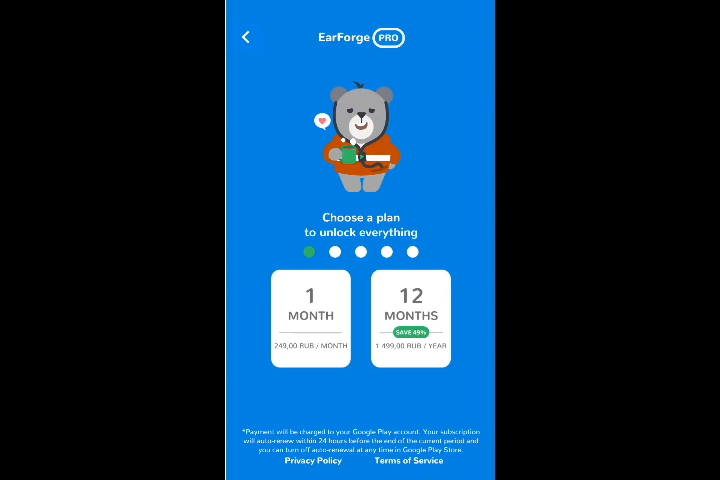 EarForge PRO
Choose a plan
to unlock everything
1
MONTH
249,00 RUB / MONTH
12
MONTHS
SAVE 49%
1 499,00 RUB / YEAR
*Payment will be charged to your Google Play account. Your subscription
will auto-renew within 24 hours before the end of the current period and
you can turn off auto-renewal at any time in Google Play Store.
Privacy Policy
Terms of Service